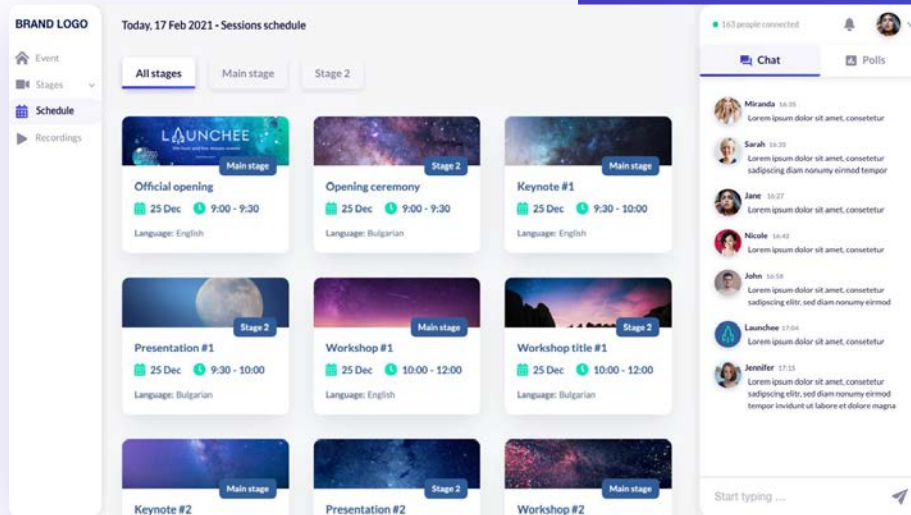 BRAND LOGO
Event
Stages
Schedule
Recordings
Today, 17 Feb 2021 - Sessions schedule
All stages
Main stage
Stage 2
LAUNCHEE
Main stage
Official opening
25 Dec 9:00 - 9:30
Language: English
Stage 2
Opening ceremony
25 Dec 9:00 - 9:30
Language: Bulgarian
Main stage
Keynote #1
25 Dec 9:30 - 10:00
Language: English
Stage 2
Presentation #1
25 Dec 9:30 - 10:00
Language: Bulgarian
Main stage
Workshop #1
25 Dec 10:00 - 12:00
Language: English
Stage 2
Workshop title #1
25 Dec 10:00 - 12:00
Language: Bulgarian
Main stage
Keynote #2
Stage 2
Presentation #2
Main stage
Workshop #2
163 people connected
Chat
Polls
Miranda 16:35
Lorem ipsum dolor sit amet, consetetur
Sarah 16:35
Lorem ipsum dolor sit amet, consetetur
sadipscing diam nonumy eirmod tempor
Jane 16:27
Lorem ipsum dolor sit amet, consetetur
Nicole 16:42
Lorem ipsum dolor sit amet, consetetur
John 16:58
Lorem ipsum dolor sit amet, consetetur
sadipscing elitr, sed diam nonumy eirmod
Launchee 17:04
Lorem ipsum dolor sit amet, consetetur
Jennifer 17:15
Lorem ipsum dolor sit amet, consetetur
sadipscing elitr, sed diam nonumy eirmod
tempor invidunt ut labore et dolore magna
Start typing ...